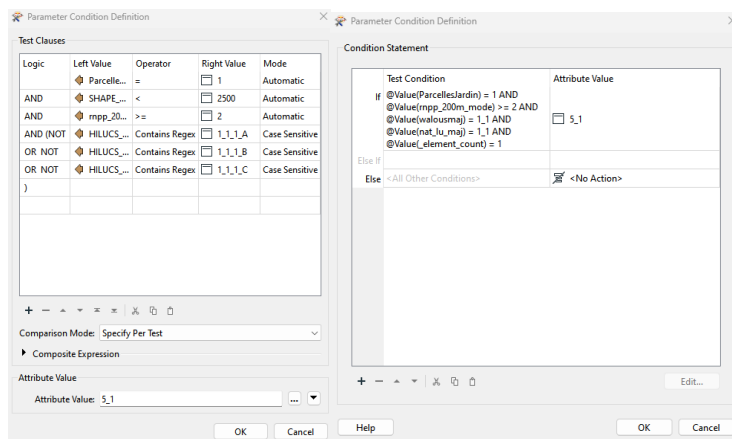 Parameter Condition Definition
Test Clauses
Logic Left Value Operator Right Value Mode
Parcelle... = 1 Automatic
AND SHAPE_... < 2500 Automatic
AND rnpp_20... >= 2 Automatic
AND (NOT HILUCS_... Contains Regex 1_1_1_A Case Sensitive
OR NOT HILUCS_... Contains Regex 1_1_1_B Case Sensitive
OR NOT HILUCS_... Contains Regex 1_1_1_C Case Sensitive
)
Comparison Mode: Specify Per Test
Composite Expression
Attribute Value
Attribute Value: 5_1 ...
OK Cancel
Parameter Condition Definition
Condition Statement
Test Condition Attribute Value
If @Value(ParcellesJardin) = 1 AND
@Value(rnpp_200m_mode) >= 2 AND
@Value(walousmaj) = 1_1 AND
@Value(nat_lu_maj) = 1_1 AND
@Value(_element_count) = 1
5_1
Else If
Else <All Other Conditions> <No Action>
Edit...
Help OK Cancel